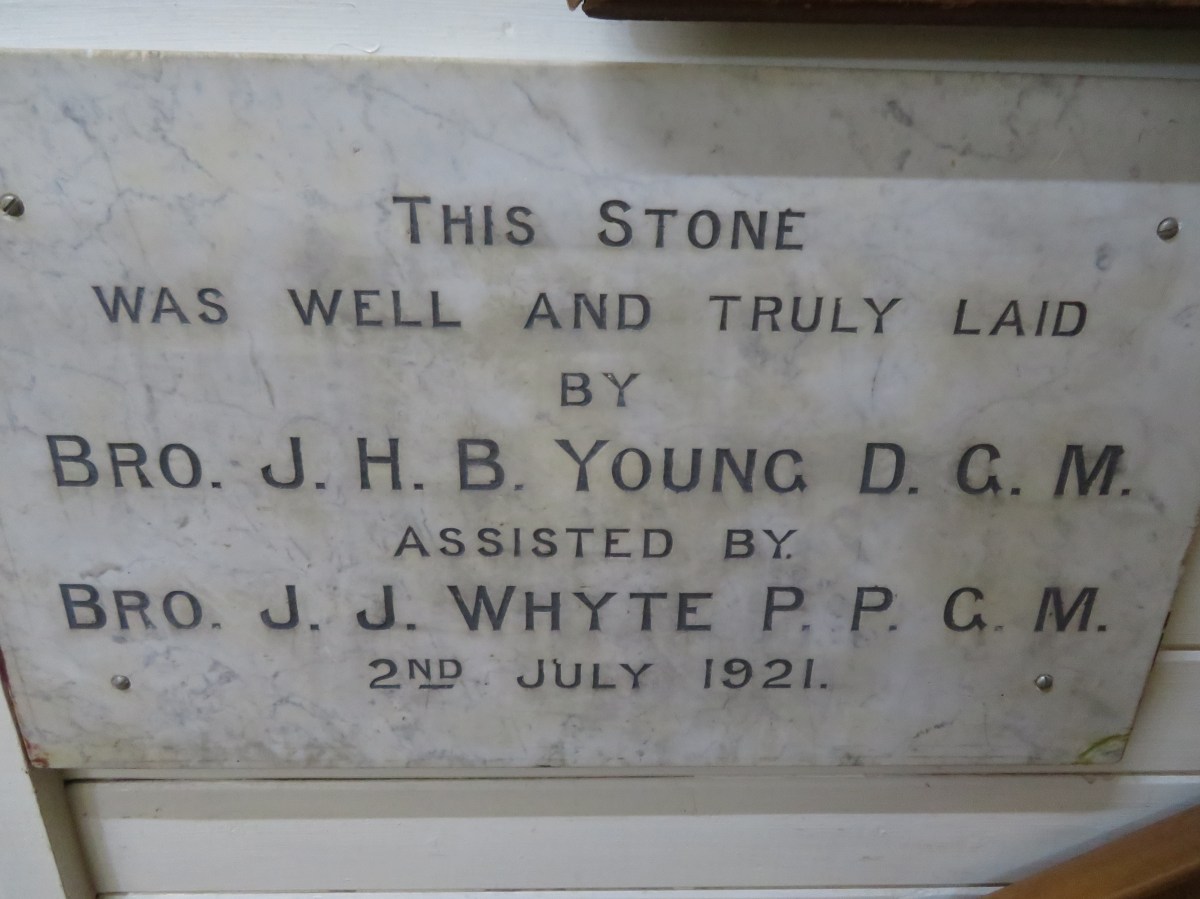 THIS STONE
WAS WELL AND TRULY LAID
BY
BRO. J. H. B. YOUNG D. G. M.
ASSISTED BY.
BRO. J. J. WHYTE P. P. G. M.
2ND JULY 1921.